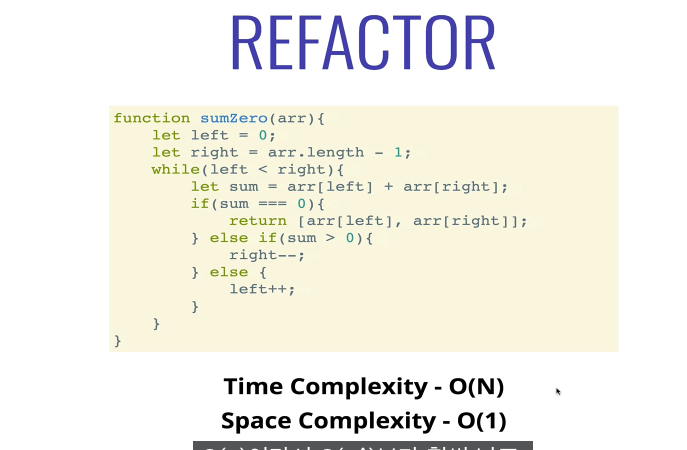 REFACTOR
function sumZero(arr){
    let left = 0;
    let right = arr.length - 1;
    while(left < right){
        let sum = arr[left] + arr[right];
        if(sum === 0){
            return [arr[left], arr[right]];
        } else if(sum > 0){
            right--;
        } else {
            left++;
        }
    }
}
Time Complexity - O(N)
Space Complexity - O(1)